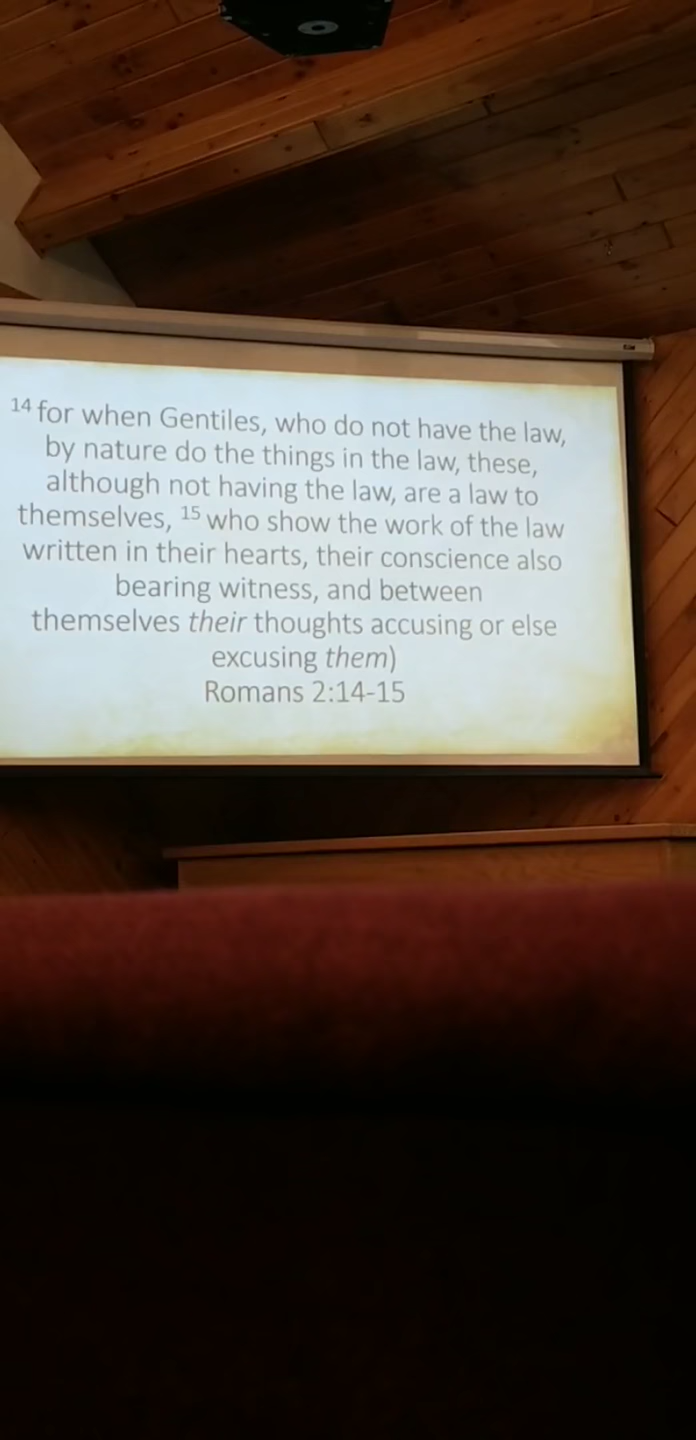 14 for when Gentiles, who do not have the law,
by nature do the things in the law, these,
although not having the law, are a law to
themselves, 15 who show the work of the law
written in their hearts, their conscience also
bearing witness, and between
themselves their thoughts accusing or else
excusing them)
Romans 2:14-15